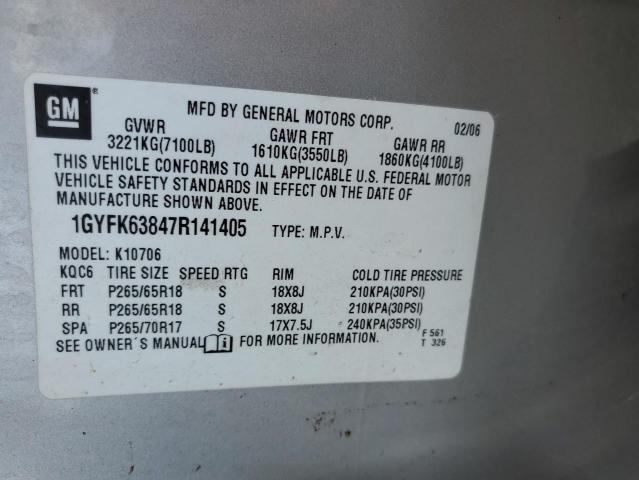 GM ®
MFD BY GENERAL MOTORS CORP. 02/06
GVWR GAWR FRT GAWR RR
3221KG(7100LB) 1610KG(3550LB) 1860KG(4100LB)
THIS VEHICLE CONFORMS TO ALL APPLICABLE U.S. FEDERAL MOTOR
VEHICLE SAFETY STANDARDS IN EFFECT ON THE DATE OF
MANUFACTURE SHOWN ABOVE.
1GYFK63847R141405 TYPE: M.P.V.
MODEL: K10706
KQC6 TIRE SIZE SPEED RTG RIM COLD TIRE PRESSURE
FRT P265/65R18 S 18X8J 210KPA(30PSI)
RR P265/65R18 S 18X8J 210KPA(30PSI)
SPA P265/70R17 S 17X7.5J 240KPA(35PSI)
SEE OWNER´S MANUAL FOR MORE INFORMATION.
F 561
T 326